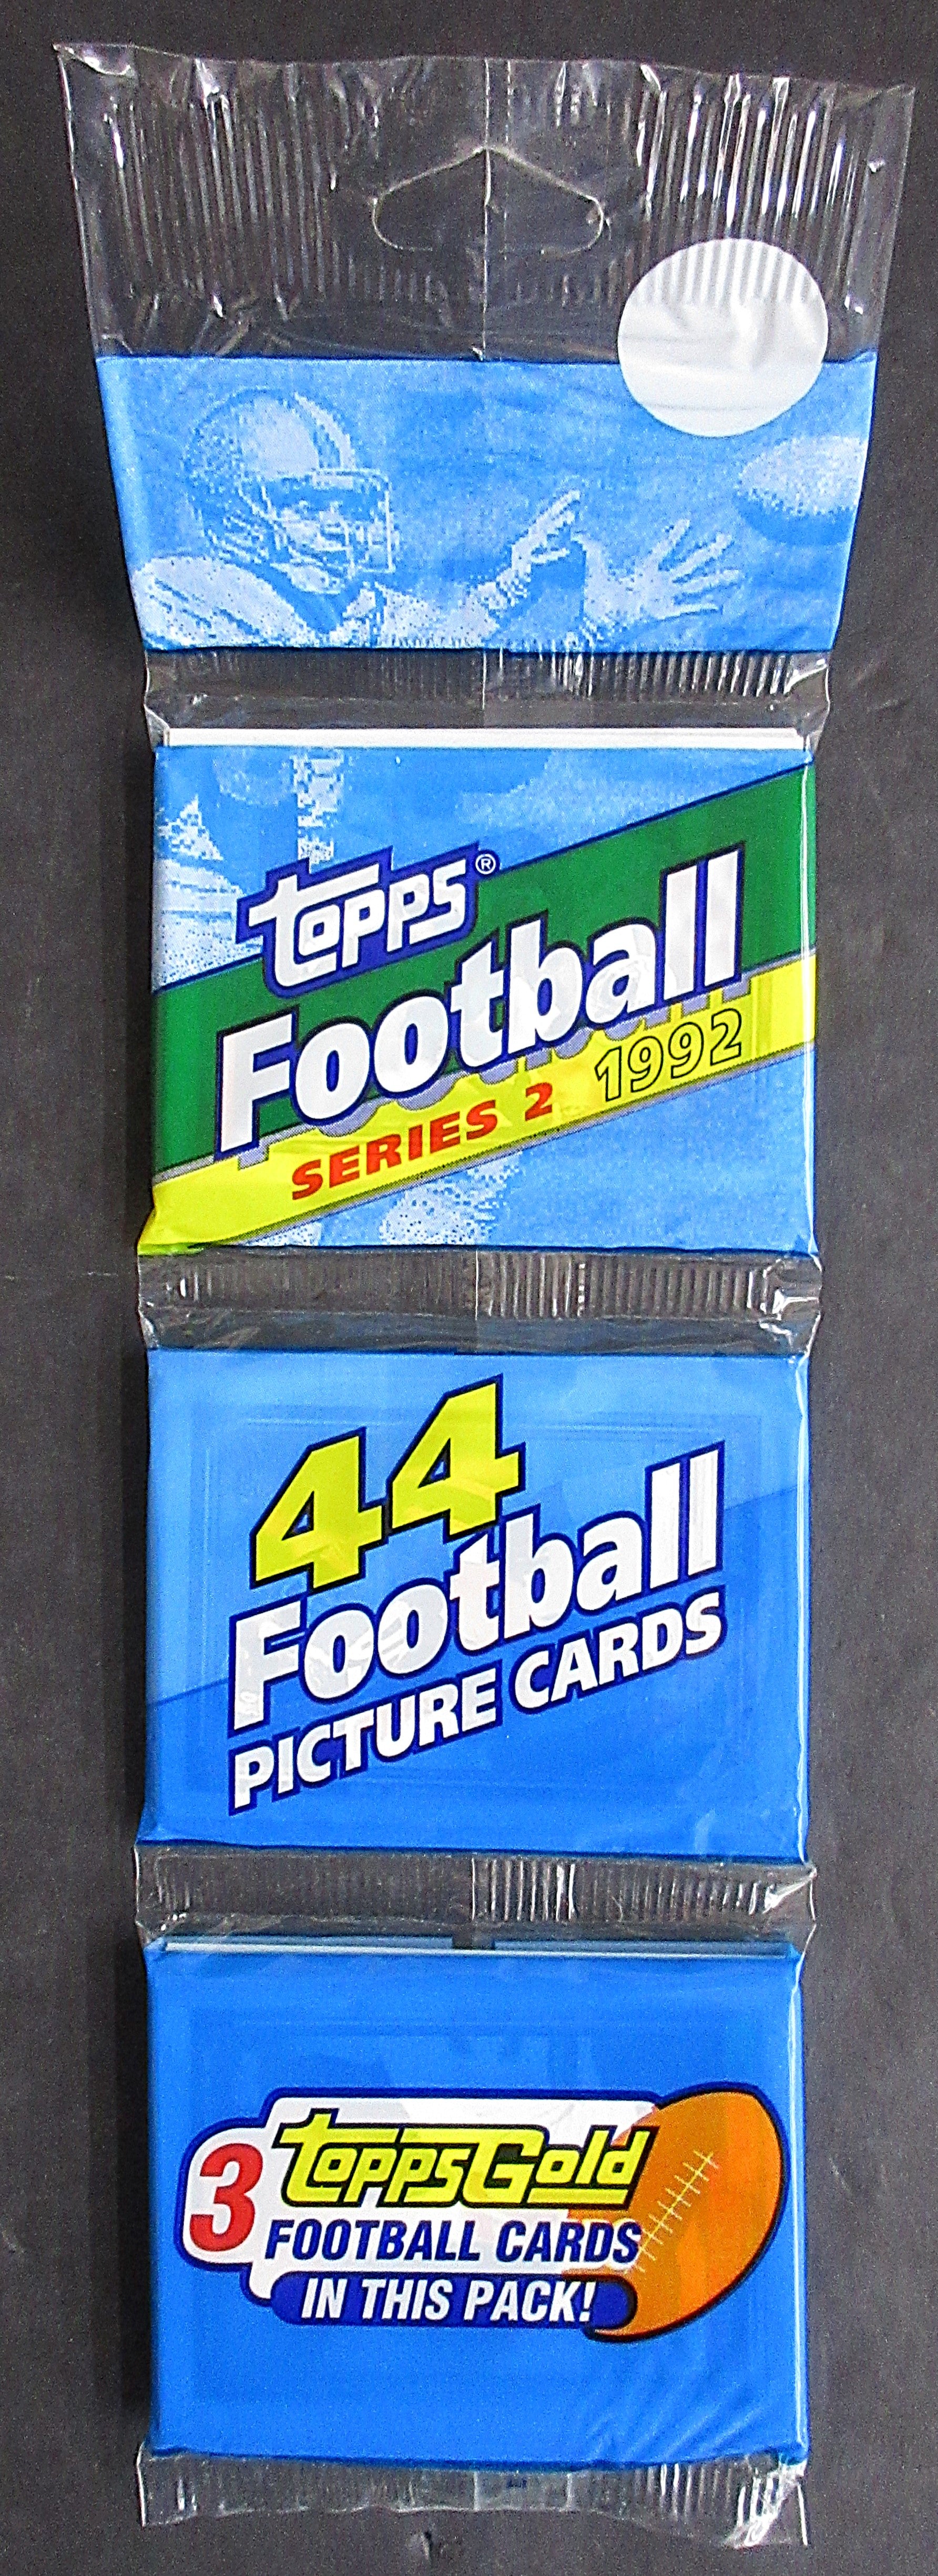 topps®
Football
SERIES 2 1992
44
Football
PICTURE CARDS
3 toppsGold
FOOTBALL CARDS
IN THIS PACK!